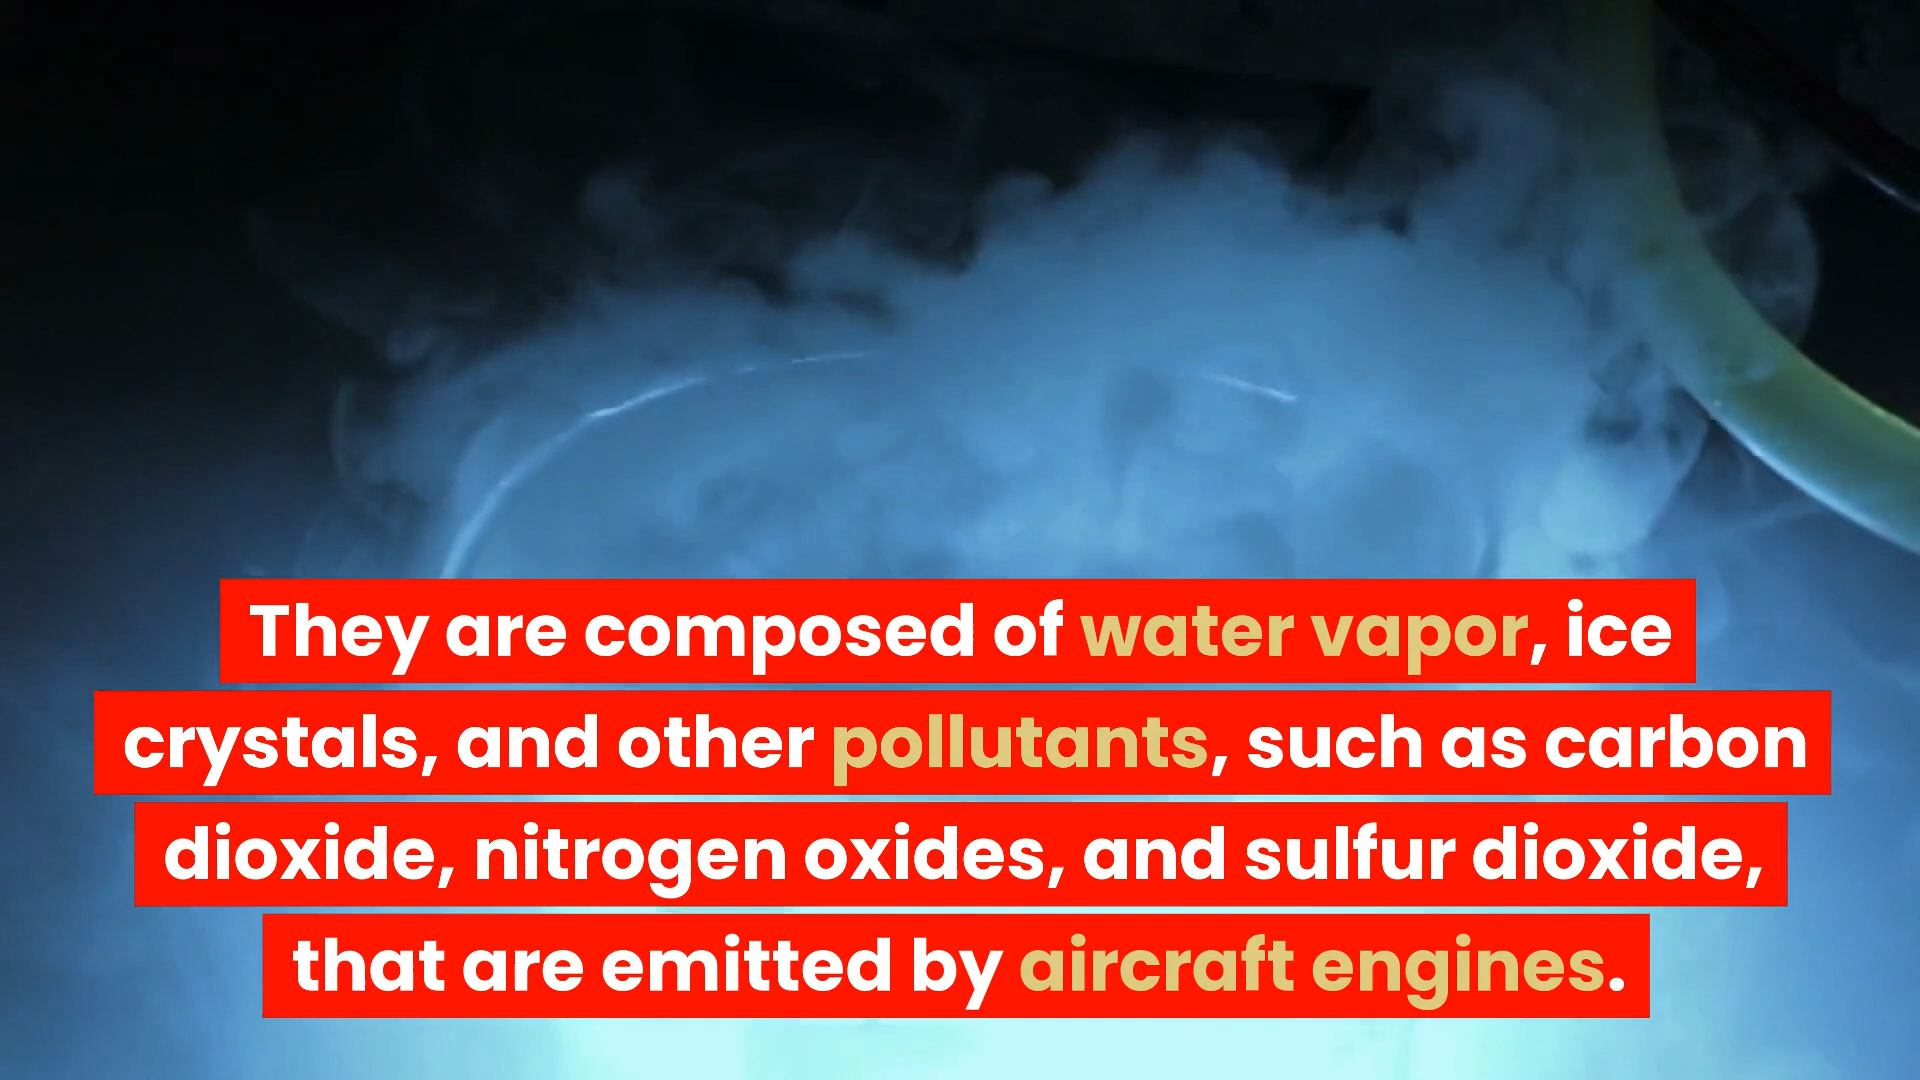 They are composed of water vapor, ice
crystals, and other pollutants, such as carbon
dioxide, nitrogen oxides, and sulfur dioxide,
that are emitted by aircraft engines.